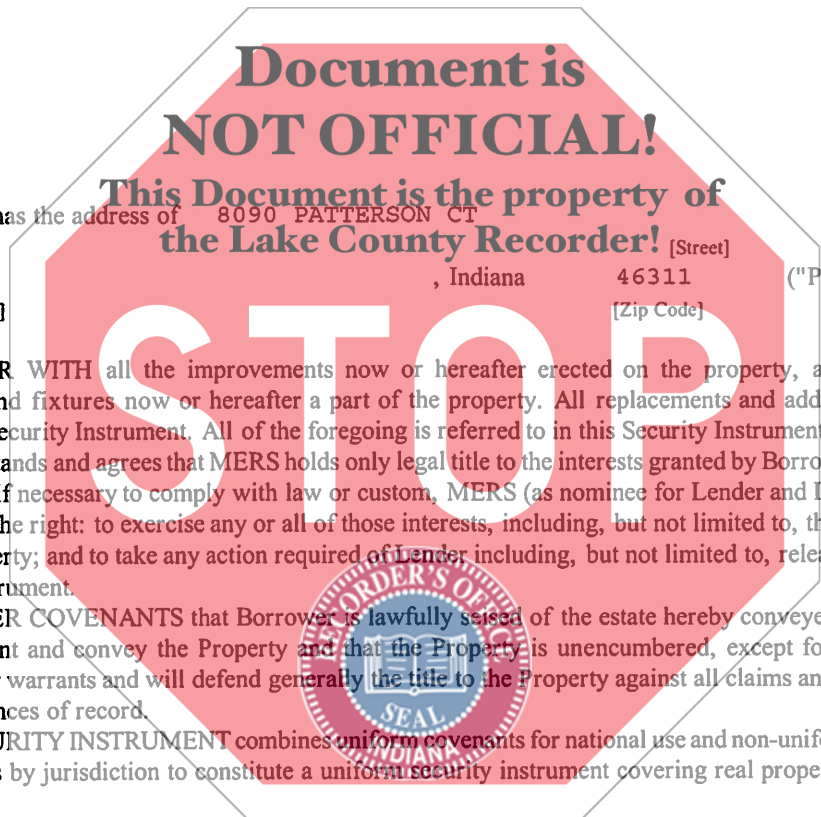 Document is
NOT OFFICIAL!
This Document is the property of
has the address of 8090 PATTERSON CT
the Lake County Recorder! [Street]
, Indiana 46311 ("P
] [Zip Code]
STOP
R WITH all the improvements now or hereafter erected on the property, a
nd fixtures now or hereafter a part of the property. All replacements and add
ecurity Instrument. All of the foregoing is referred to in this Security Instrument
ands and agrees that MERS holds only legal title to the interests granted by Borro
if necessary to comply with law or custom, MERS (as nominee for Lender and L
he right: to exercise any or all of those interests, including, but not limited to, th
erty; and to take any action required of Lender including, but not limited to, relea
rument.
ER COVENANTS that Borrower is lawfully seised of the estate hereby conveye
nt and convey the Property and that the Property is unencumbered, except fo
r warrants and will defend generally the title to the Property against all claims an
nces of record.
URITY INSTRUMENT combines uniform covenants for national use and non-unifo
s by jurisdiction to constitute a uniform security instrument covering real prope
RECORDER'S OFFICE
SEAL
INDIANA